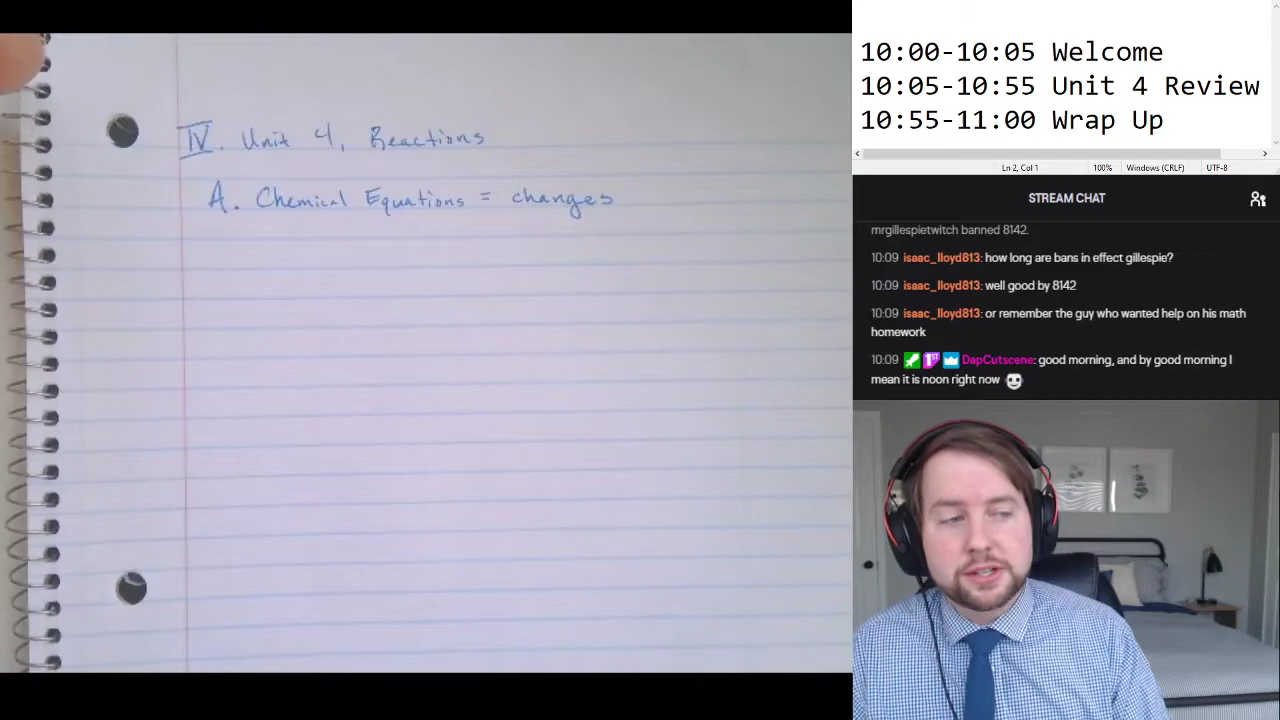 IV. Unit 4, Reactions
A. Chemical Equations = changes
10:00-10:05 Welcome
10:05-10:55 Unit 4 Review
10:55-11:00 Wrap Up
Ln 2, Col 1 100% Windows (CRLF) UTF-8
STREAM CHAT
mrgillespietwitch banned 8142.
10:09 isaac_lloyd813: how long are bans in effect gillespie?
10:09 isaac_lloyd813: well good by 8142
10:09 isaac_lloyd813: or remember the guy who wanted help on his math
homework
10:09 1ST DapCutscene: good morning, and by good morning I
mean it is noon right now